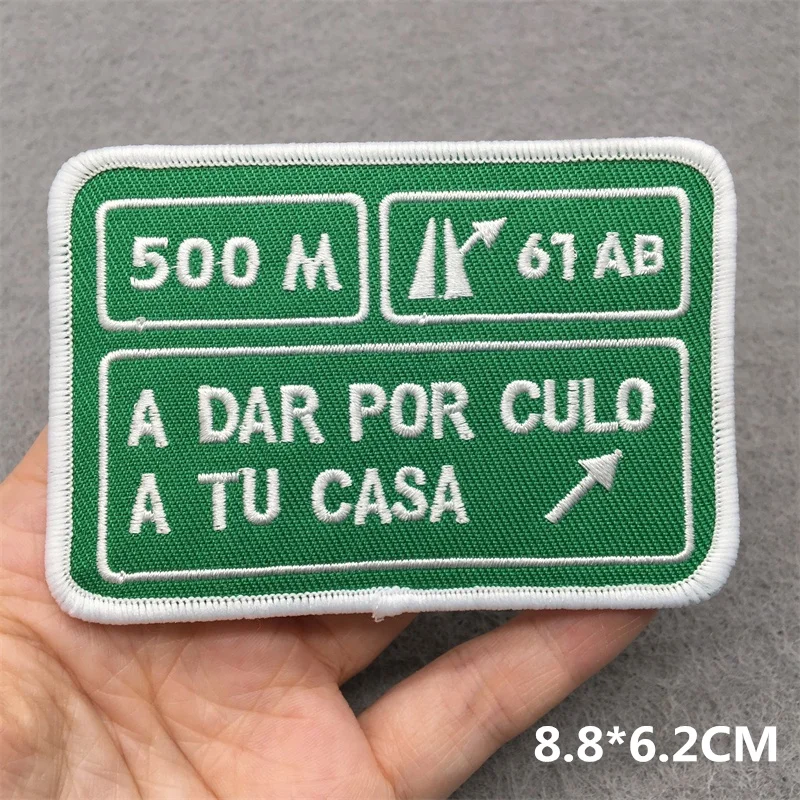 500 M
61 AB
A DAR POR CULO
A TU CASA
8.8*6.2CM